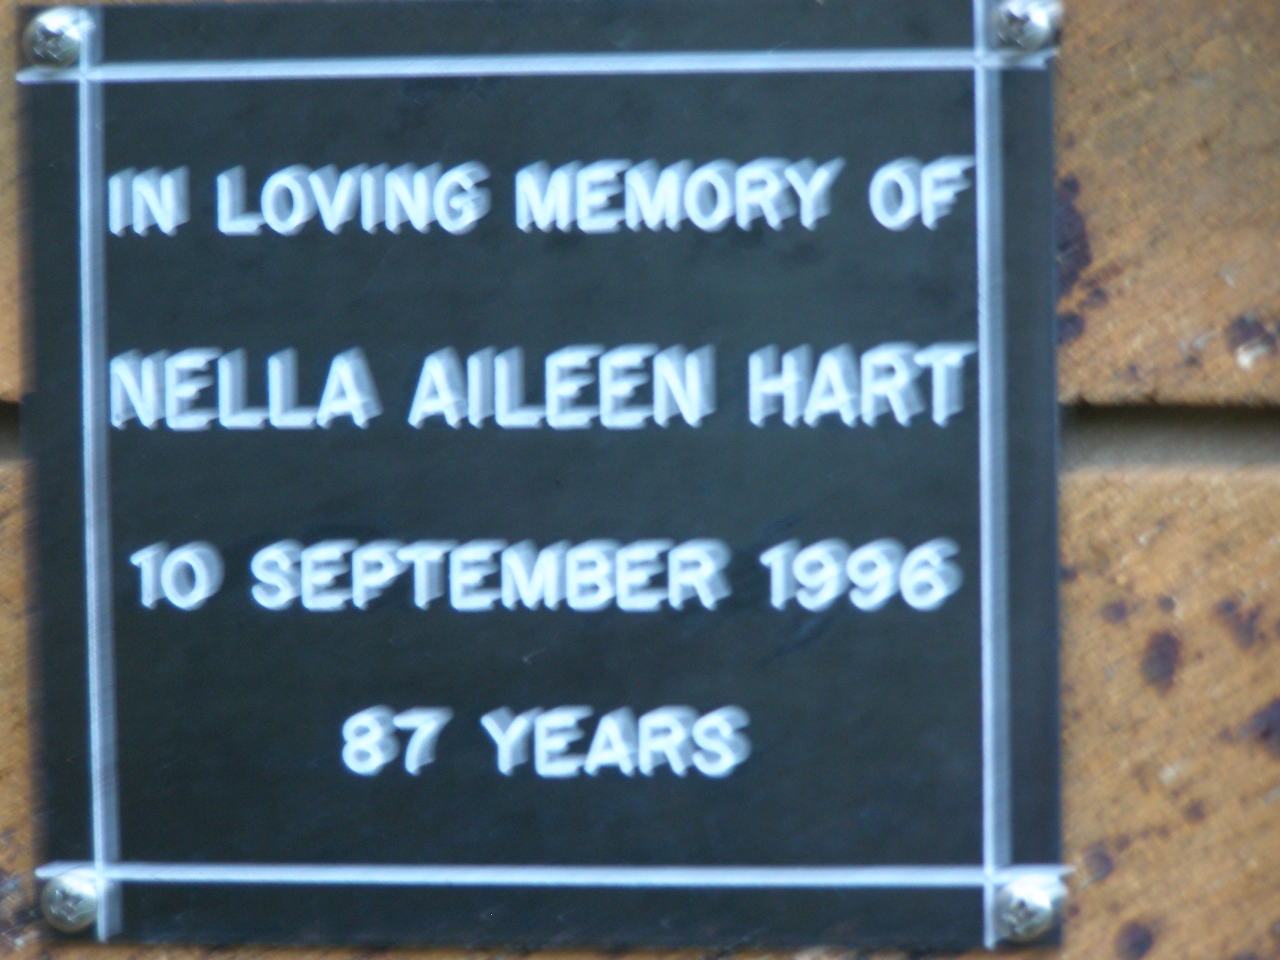 IN LOVING MEMORY OF
NELLA AILEEN HART
10 SEPTEMBER 1996
87 YEARS